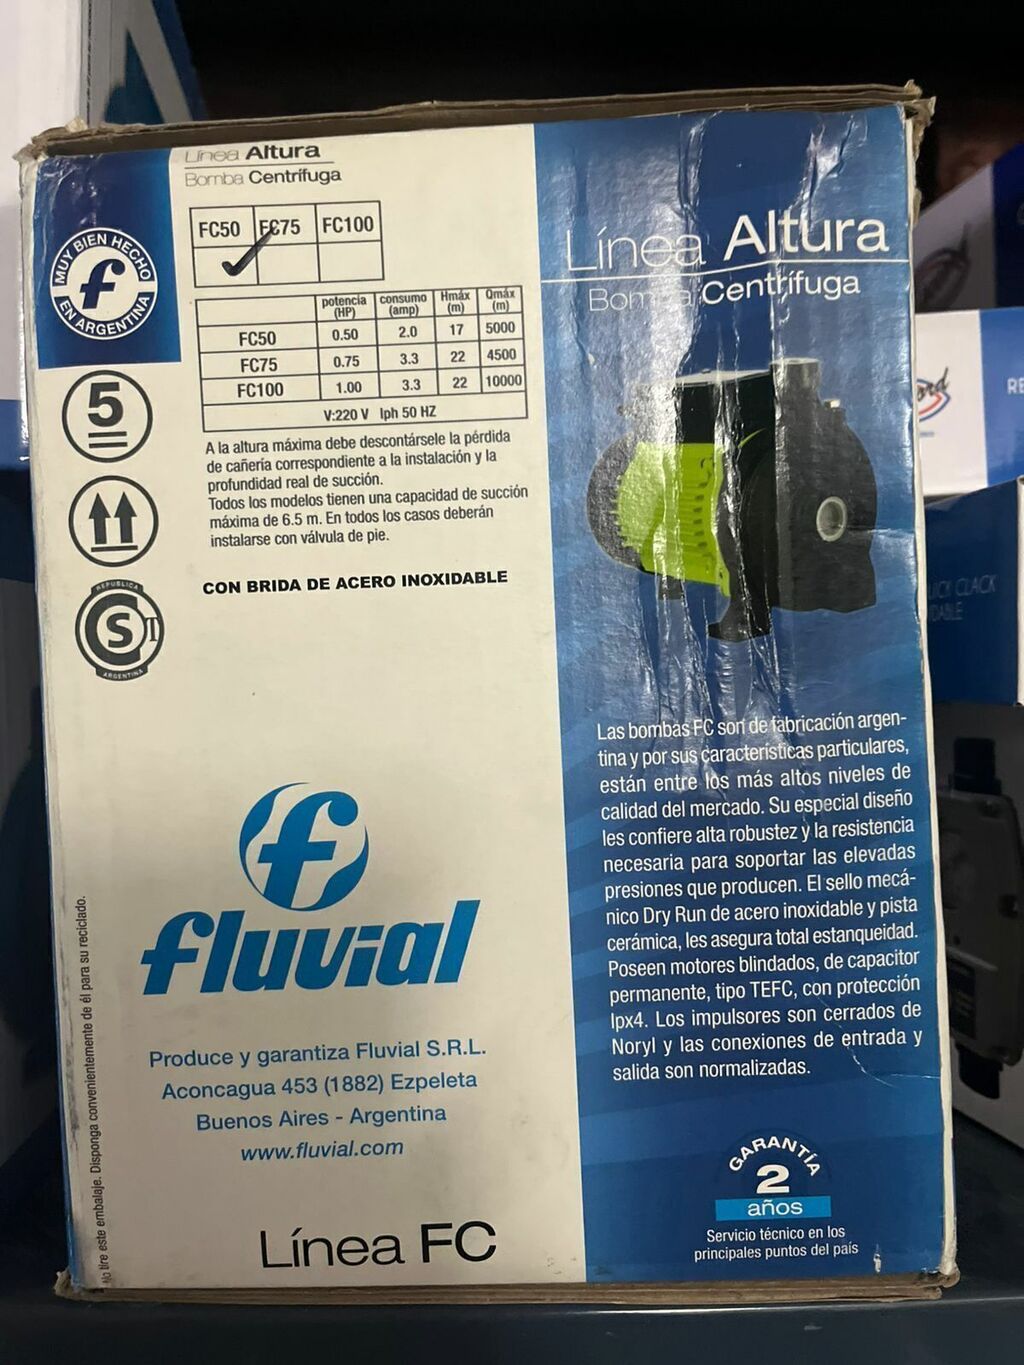 Línea Altura
Bomba Centrífuga
FC50 FC75 FC100
MUY BIEN HECHO
EN ARGENTINA
potencia (HP) consumo (amp) Hmáx (m) Qmáx (m)
FC50 0.50 2.0 17 5000
FC75 0.75 3.3 22 4500
FC100 1.00 3.3 22 10000
V:220 V Iph 50 HZ
5
A la altura máxima debe descontársele la pérdida
de cañería correspondiente a la instalación y la
profundidad real de succión.
Todos los modelos tienen una capacidad de succión
máxima de 6.5 m. En todos los casos deberán
instalarse con válvula de pie.
CON BRIDA DE ACERO INOXIDABLE
REPUBLICA
S
ARGENTINA
fluvial
Produce y garantiza Fluvial S.R.L.
Aconcagua 453 (1882) Ezpeleta
Buenos Aires - Argentina
www.fluvial.com
Línea FC
No tire este embalaje. Disponga convenientemente de él para su reciclado.
Línea Altura
Bomba Centrífuga
Las bombas FC son de fabricación argen-
tina y por sus características particulares,
están entre los más altos niveles de
calidad del mercado. Su especial diseño
les confiere alta robustez y la resistencia
necesaria para soportar las elevadas
presiones que producen. El sello mecá-
nico Dry Run de acero inoxidable y pista
cerámica, les asegura total estanqueidad.
Poseen motores blindados, de capacitor
permanente, tipo TEFC, con protección
Ipx4. Los impulsores son cerrados de
Noryl y las conexiones de entrada y
salida son normalizadas.
GARANTÍA
2
años
Servicio técnico en los
principales puntos del país